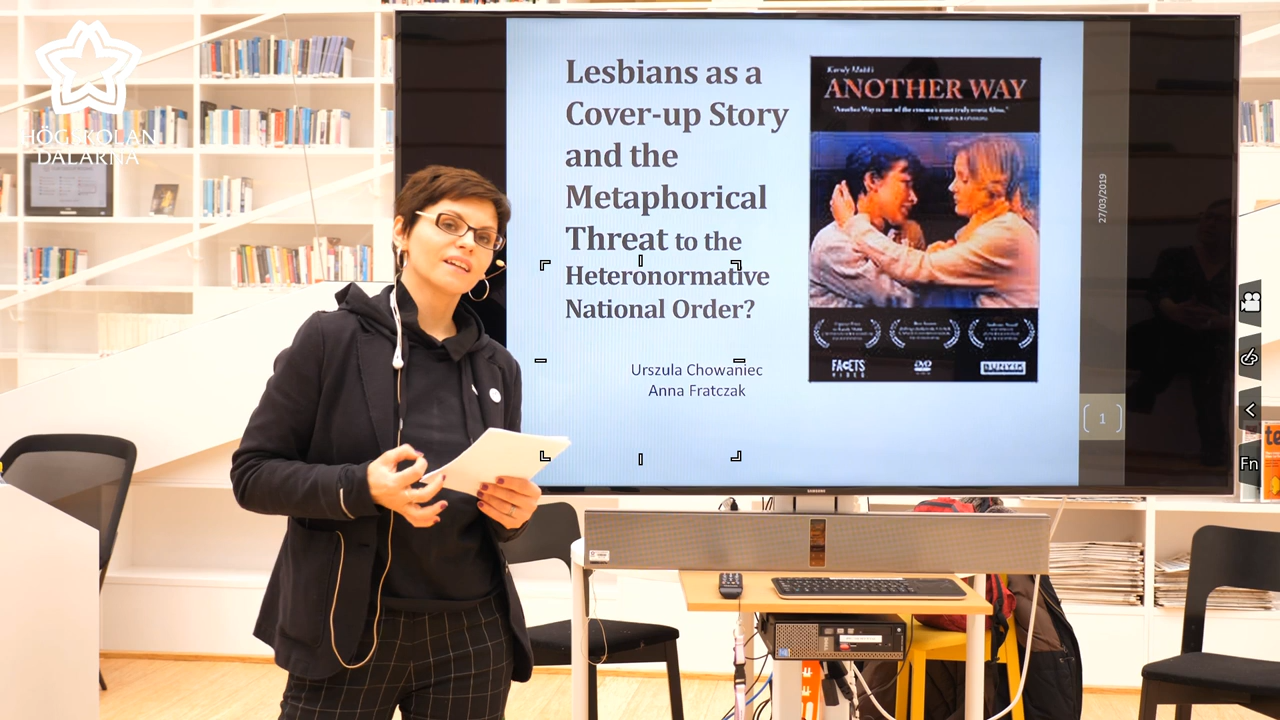 HÖGSKOLAN
DALARNA
Lesbians as a
Cover-up Story
and the
Metaphorical
Threat to the
Heteronormative
National Order?
Urszula Chowaniec
Anna Fratczak
ANOTHER WAY
FACETS
VIDEO
DVD
27/03/2019
1
Fn
SAMSUNG